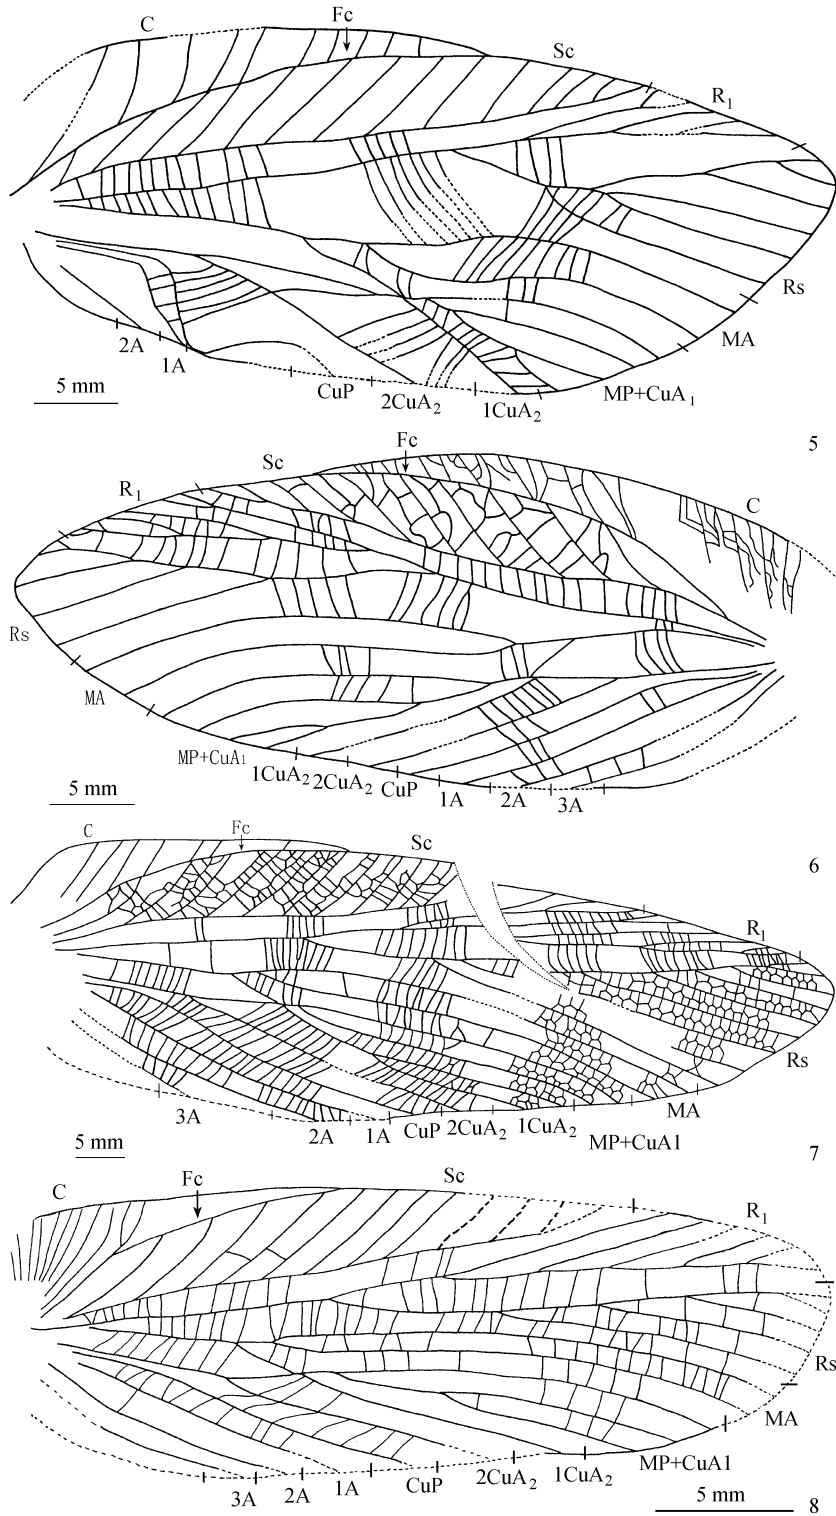 C Fc Sc R1
Rs
MA
2A 1A CuP 2CuA2 1CuA2 MP+CuA1
5 mm
5
Fc
Sc
R1 C
Rs
MA
MP+CuA1 1CuA2 2CuA2 CuP 1A 2A 3A
5 mm
6
C Fc Sc
R1
Rs
3A 2A 1A CuP 2CuA2 1CuA2 MP+CuA1 MA
5 mm
7
C Fc Sc
R1
Rs
MA
3A 2A 1A CuP 2CuA2 1CuA2 MP+CuA1
5 mm
8